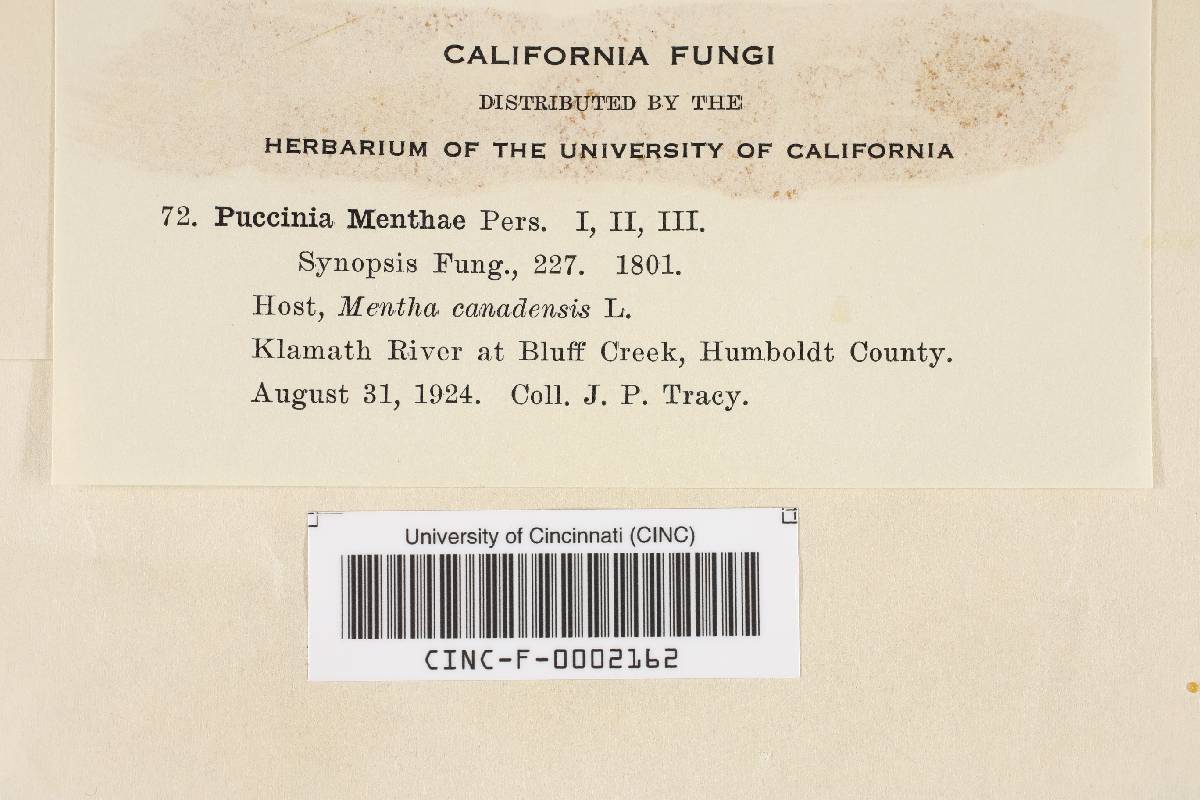 CALIFORNIA FUNGI
DISTRIBUTED BY THE
HERBARIUM OF THE UNIVERSITY OF CALIFORNIA
72. Puccinia Menthae Pers. I, II, III.
Synopsis Fung., 227. 1801.
Host, Mentha canadensis L.
Klamath River at Bluff Creek, Humboldt County.
August 31, 1924. Coll. J. P. Tracy.
University of Cincinnati (CINC)
CINC-F-0002162